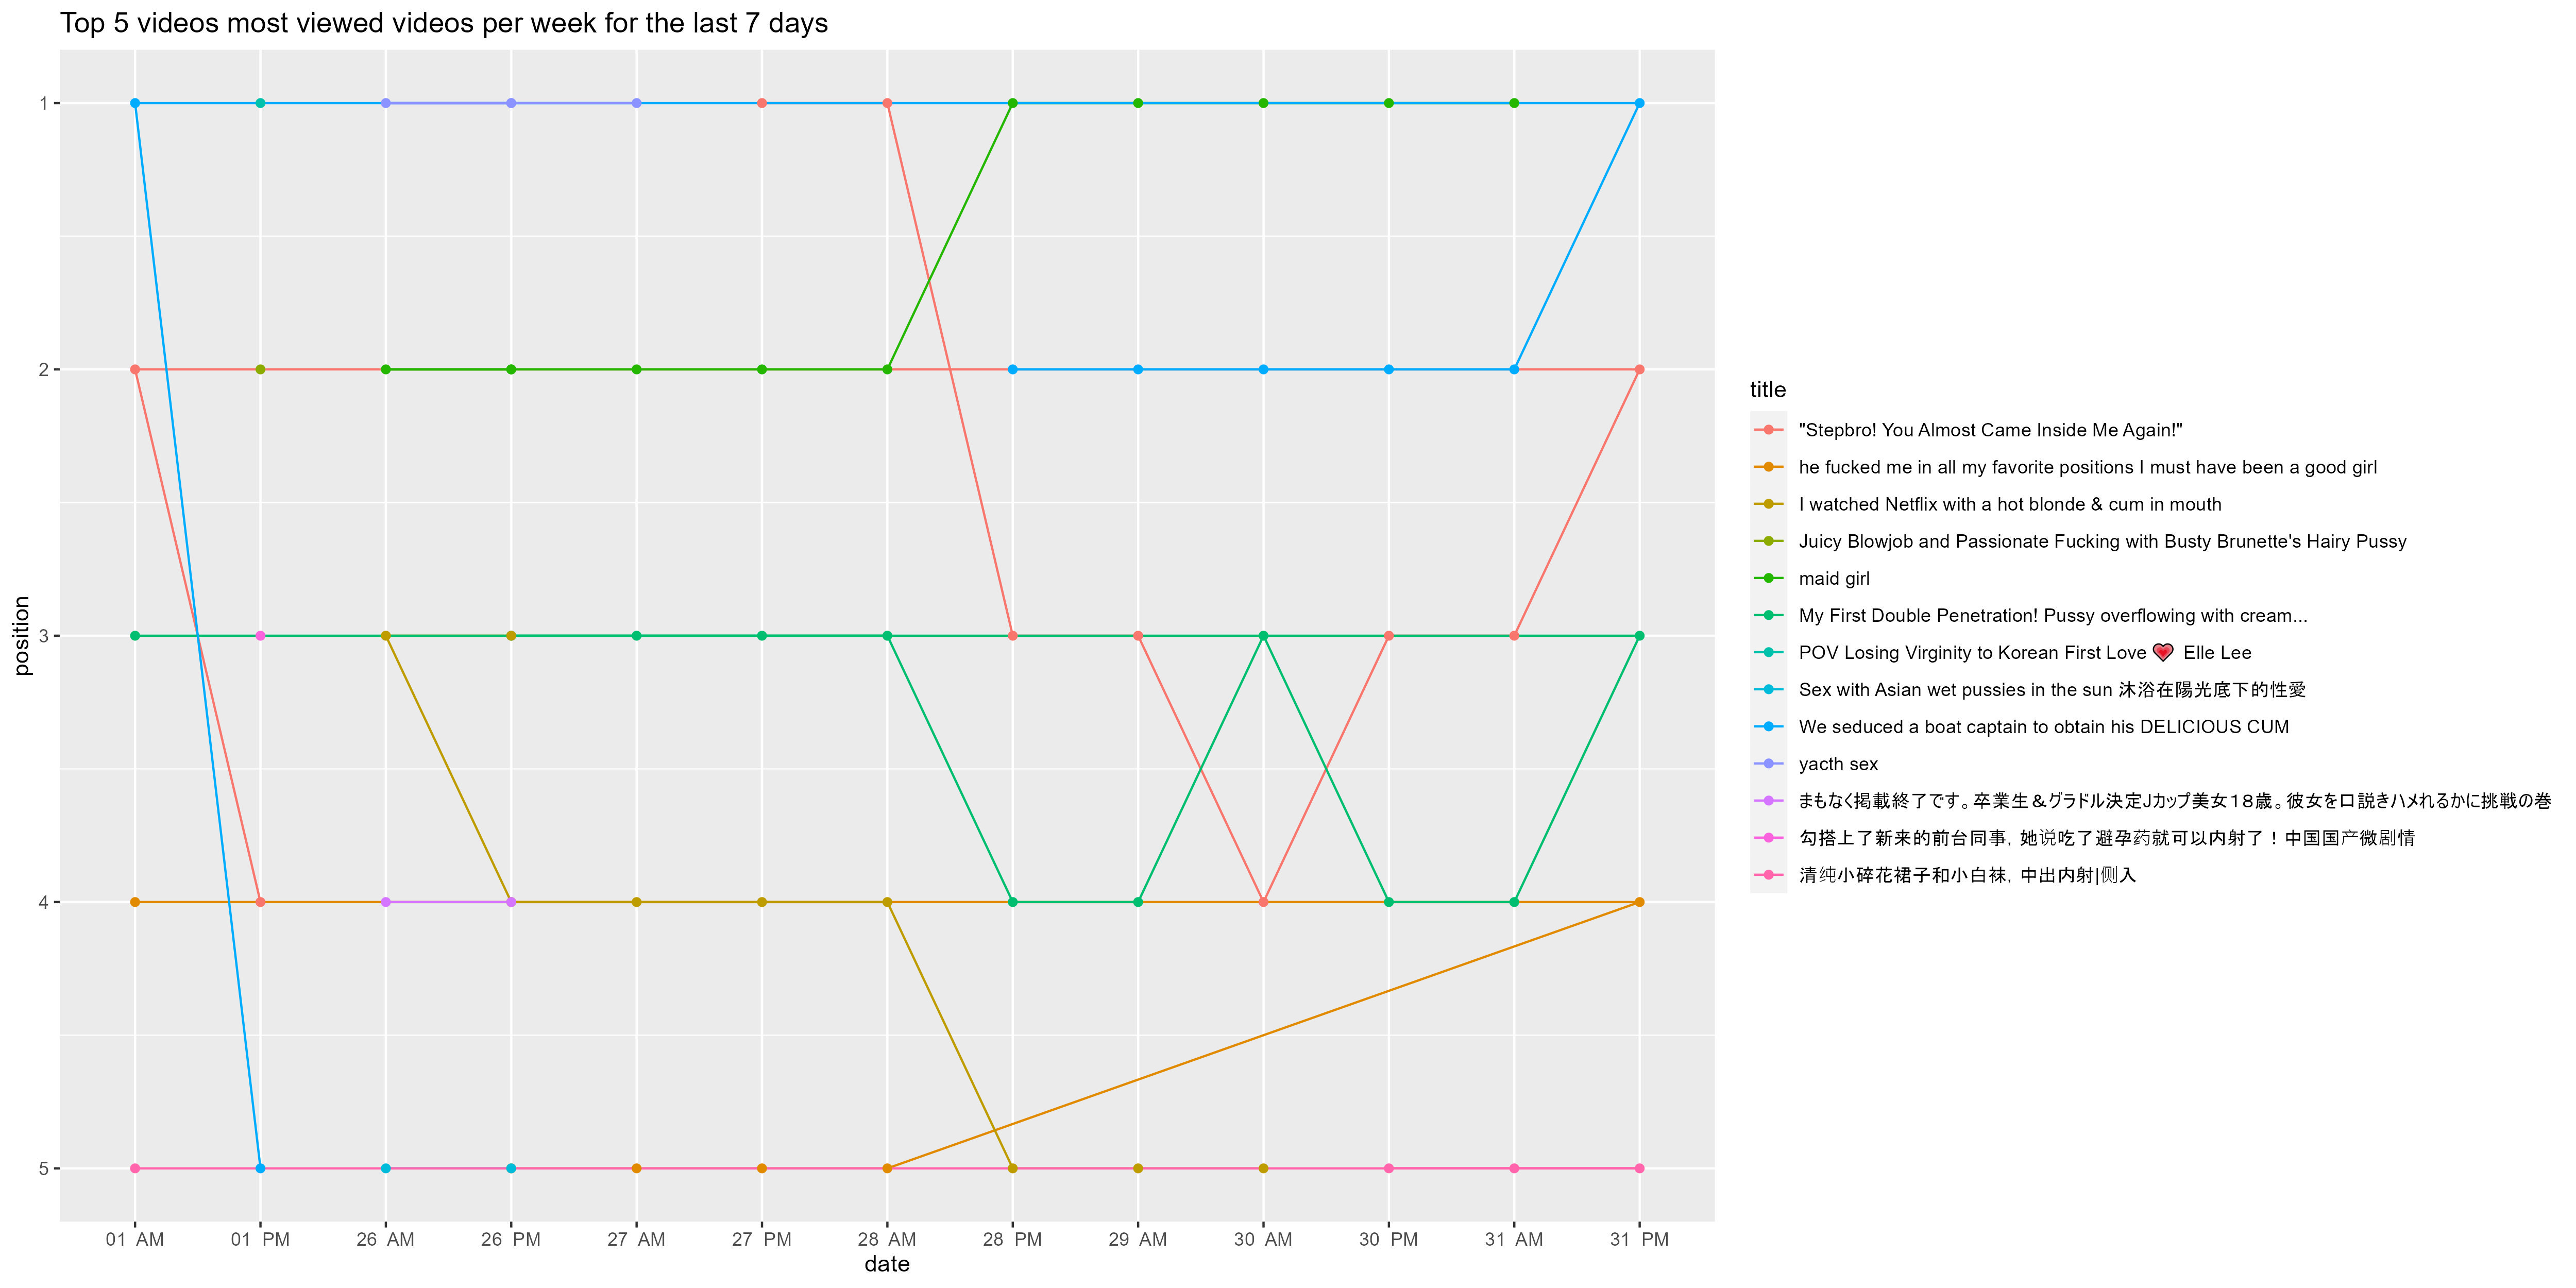 Top 5 videos most viewed videos per week for the last 7 days
1
2
3
4
5
position
01 AM 01 PM 26 AM 26 PM 27 AM 27 PM 28 AM 28 PM 29 AM 30 AM 30 PM 31 AM 31 PM
date
title
"Stepbro! You Almost Came Inside Me Again!"
he fucked me in all my favorite positions I must have been a good girl
I watched Netflix with a hot blonde & cum in mouth
Juicy Blowjob and Passionate Fucking with Busty Brunette's Hairy Pussy
maid girl
My First Double Penetration! Pussy overflowing with cream...
POV Losing Virginity to Korean First Love ❤️ Elle Lee
Sex with Asian wet pussies in the sun 沐浴在陽光底下的性愛
We seduced a boat captain to obtain his DELICIOUS CUM
yacth sex
まもなく掲載終了です。卒業生&グラドル決定Jカップ美女18歳。彼女を口説きハメれるかに挑戦の巻
勾搭上了新来的前台同事，她说吃了避孕药就可以内射了！中国国产微剧情
清纯小碎花裙子和小白袜，中出内射|侧入